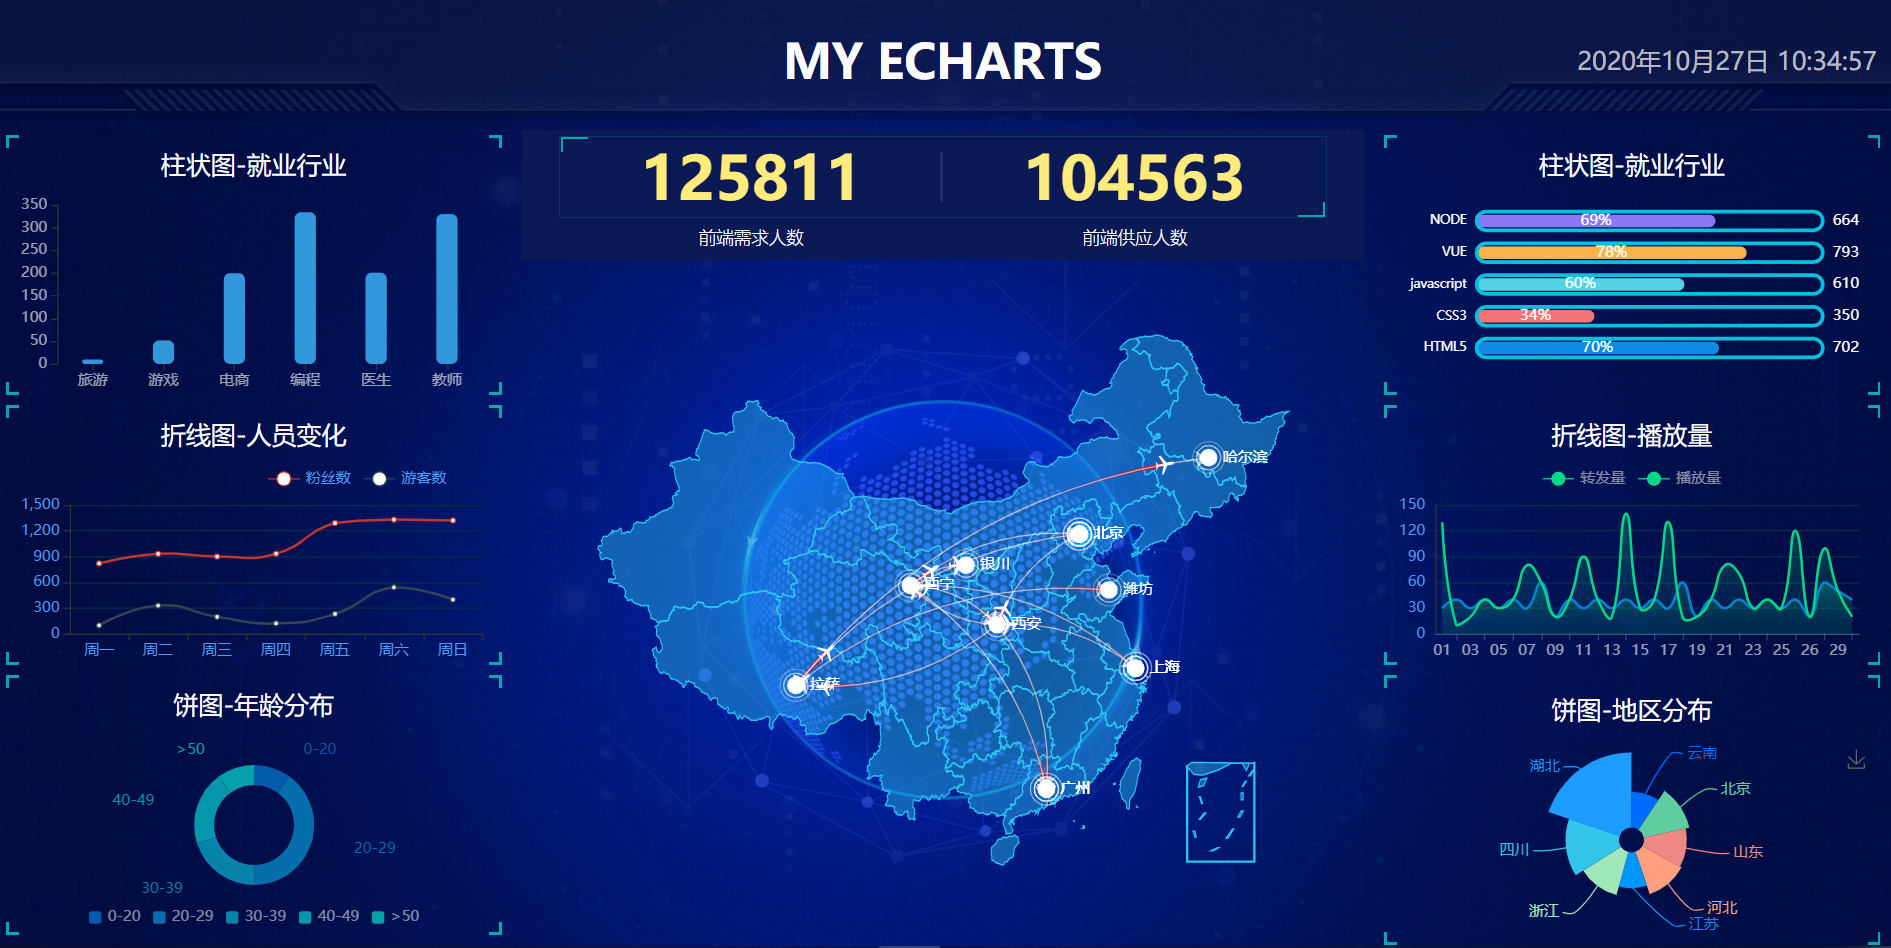 MY ECHARTS
2020年10月27日 10:34:57
柱状图-就业行业
350
300
250
200
150
100
50
0
旅游 游戏 电商 编程 医生 教师
折线图-人员变化
粉丝数 游客数
1,500
1,200
900
600
300
0
周一 周二 周三 周四 周五 周六 周日
饼图-年龄分布
>50 0-20
40-49
20-29
30-39
0-20 20-29 30-39 40-49 >50
125811 104563
前端需求人数 前端供应人数
哈尔滨
北京
银川
西宁
潍坊
西安
上海
拉萨
广州
柱状图-就业行业
NODE 69% 664
VUE 78% 793
javascript 60% 610
CSS3 34% 350
HTML5 70% 702
折线图-播放量
转发量 播放量
150
120
90
60
30
0
01 03 05 07 09 11 13 15 17 19 21 23 25 26 29
饼图-地区分布
云南
湖北
北京
四川
山东
浙江
河北
江苏